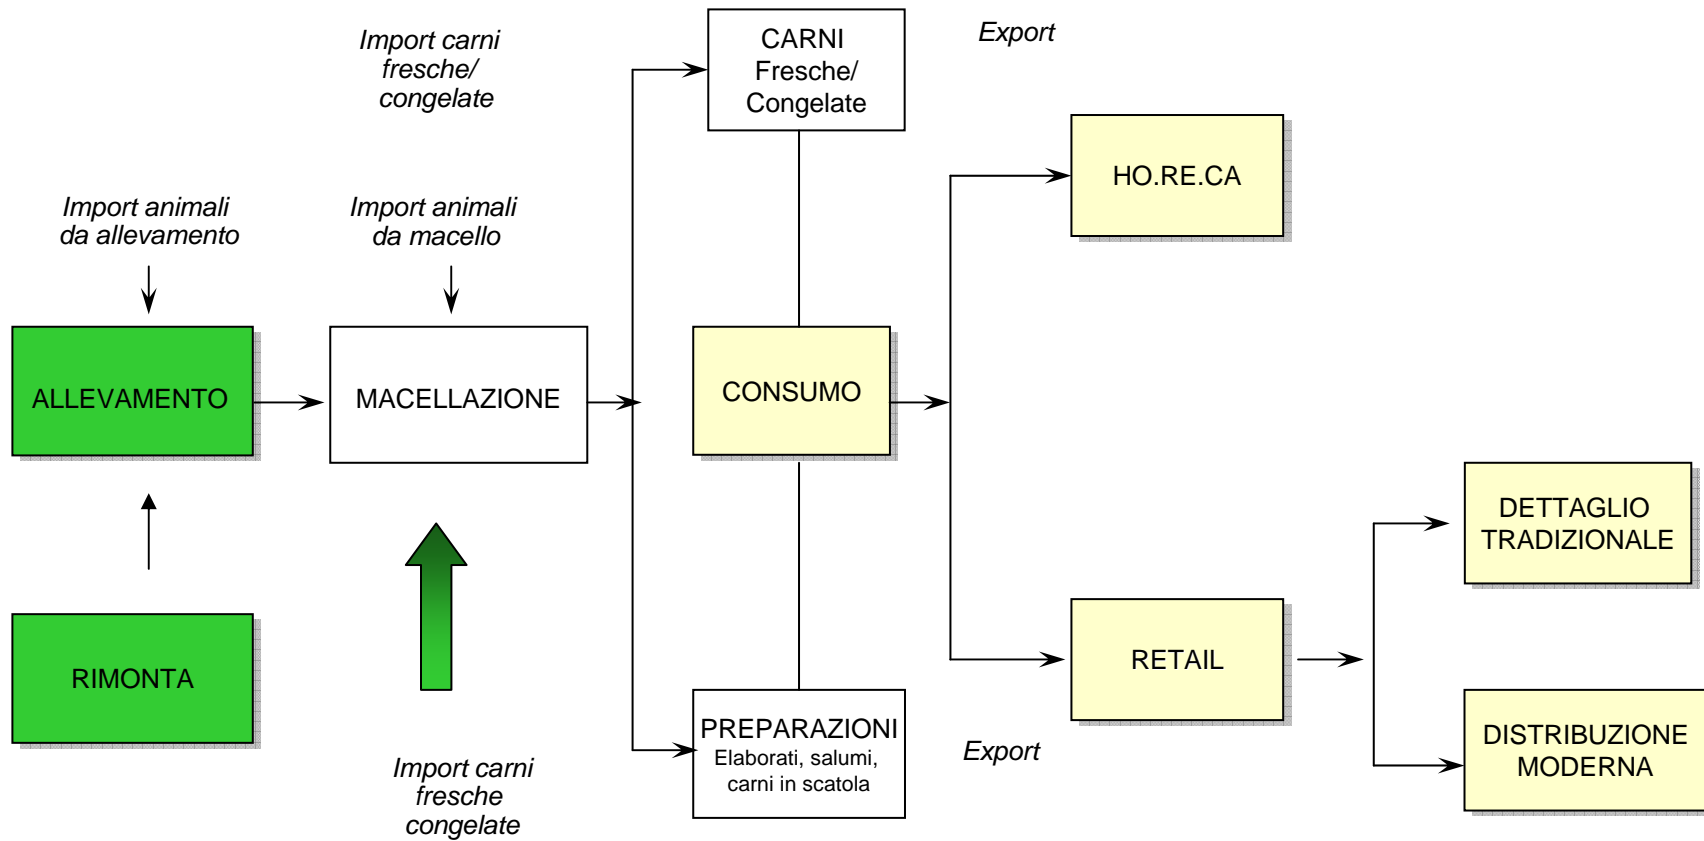 Import carni
fresche/
congelate
CARNI
Fresche/
Congelate
Export
HO.RE.CA
Import animali
da allevamento
Import animali
da macello
ALLEVAMENTO
MACELLAZIONE
CONSUMO
DETTAGLIO
TRADIZIONALE
RIMONTA
RETAIL
PREPARAZIONI
Elaborati, salumi,
carni in scatola
Export
DISTRIBUZIONE
MODERNA
Import carni
fresche
congelate